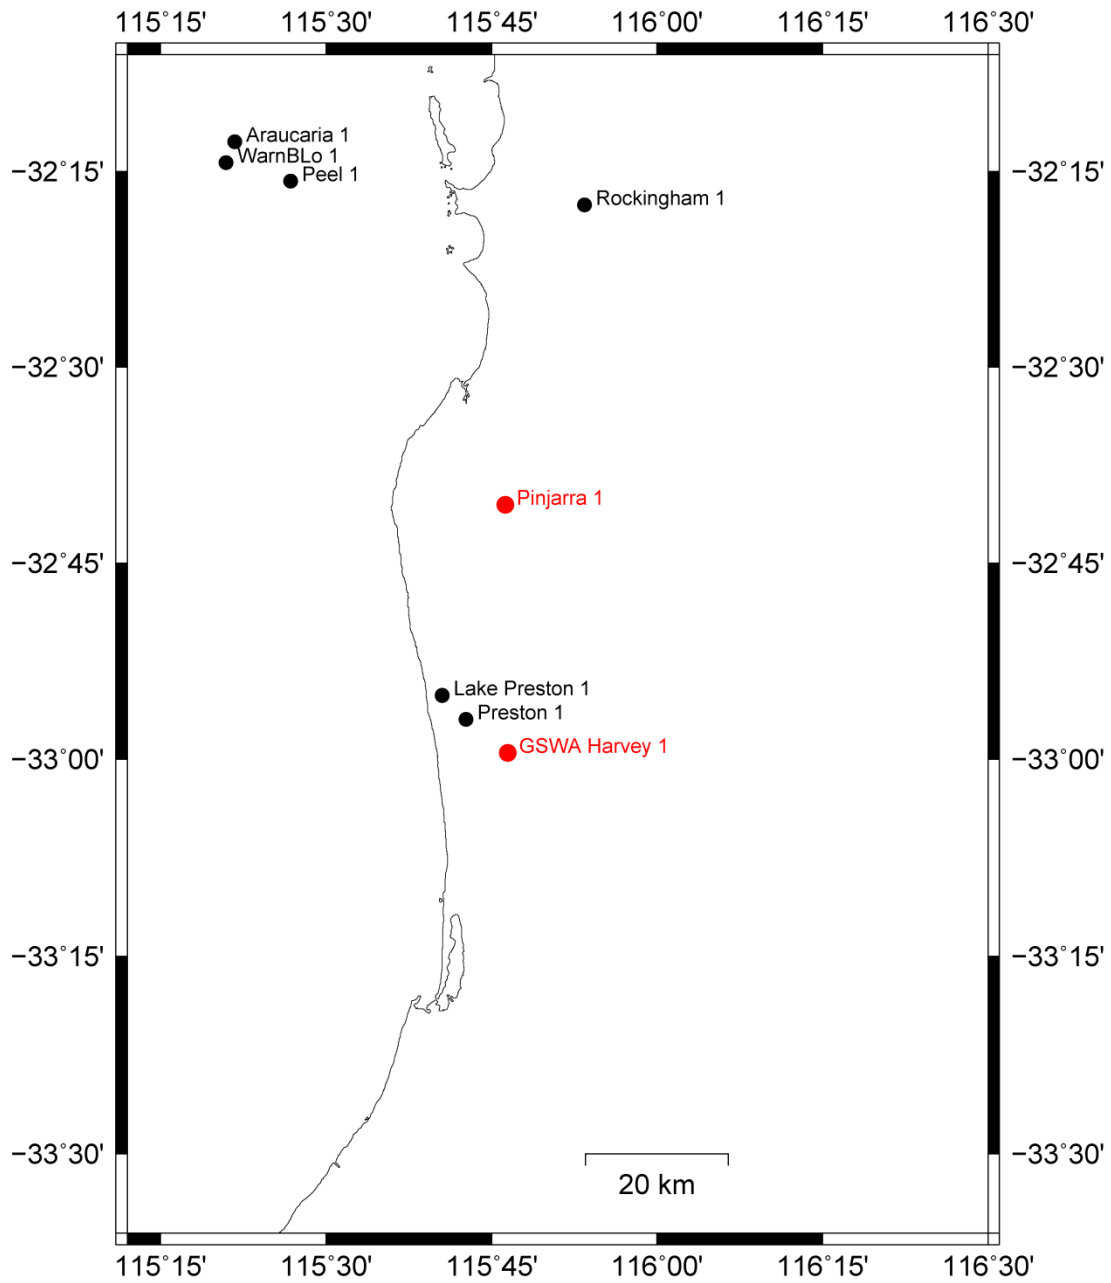 115˚15' 115˚30' 115˚45' 116˚00' 116˚15' 116˚30'
Araucaria 1
WarnBLo 1
−32˚15' −32˚15'
Peel 1
Rockingham 1
−32˚30' −32˚30'
Pinjarra 1
−32˚45' −32˚45'
Lake Preston 1
Preston 1
GSWA Harvey 1
−33˚00' −33˚00'
−33˚15' −33˚15'
−33˚30' −33˚30'
20 km
115˚15' 115˚30' 115˚45' 116˚00' 116˚15' 116˚30'